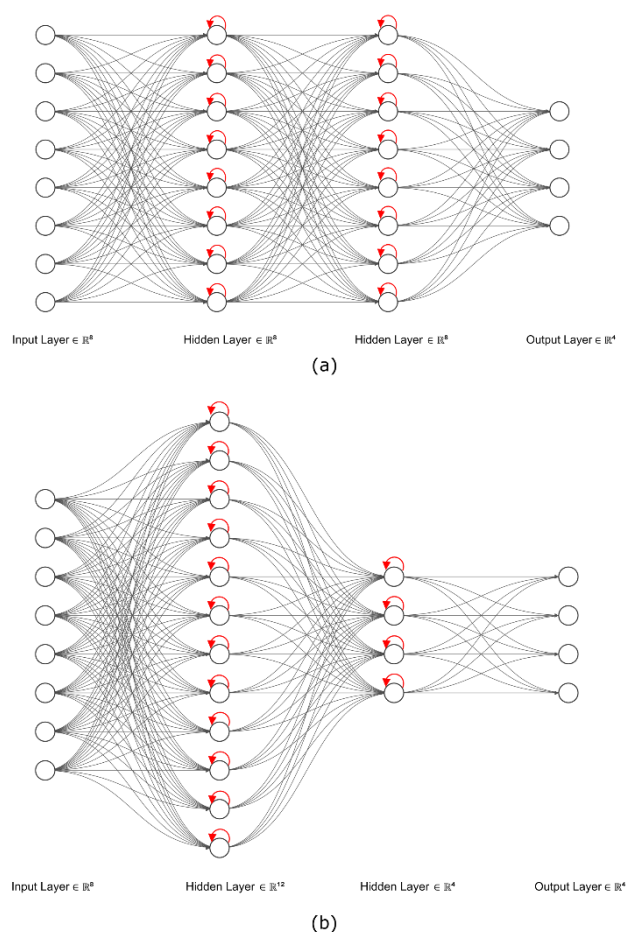 Input Layer ∈ ℝ⁸ Hidden Layer ∈ ℝ⁸ Hidden Layer ∈ ℝ⁸ Output Layer ∈ ℝ⁴
(a)
Input Layer ∈ ℝ⁸ Hidden Layer ∈ ℝ¹² Hidden Layer ∈ ℝ⁴ Output Layer ∈ ℝ⁴
(b)